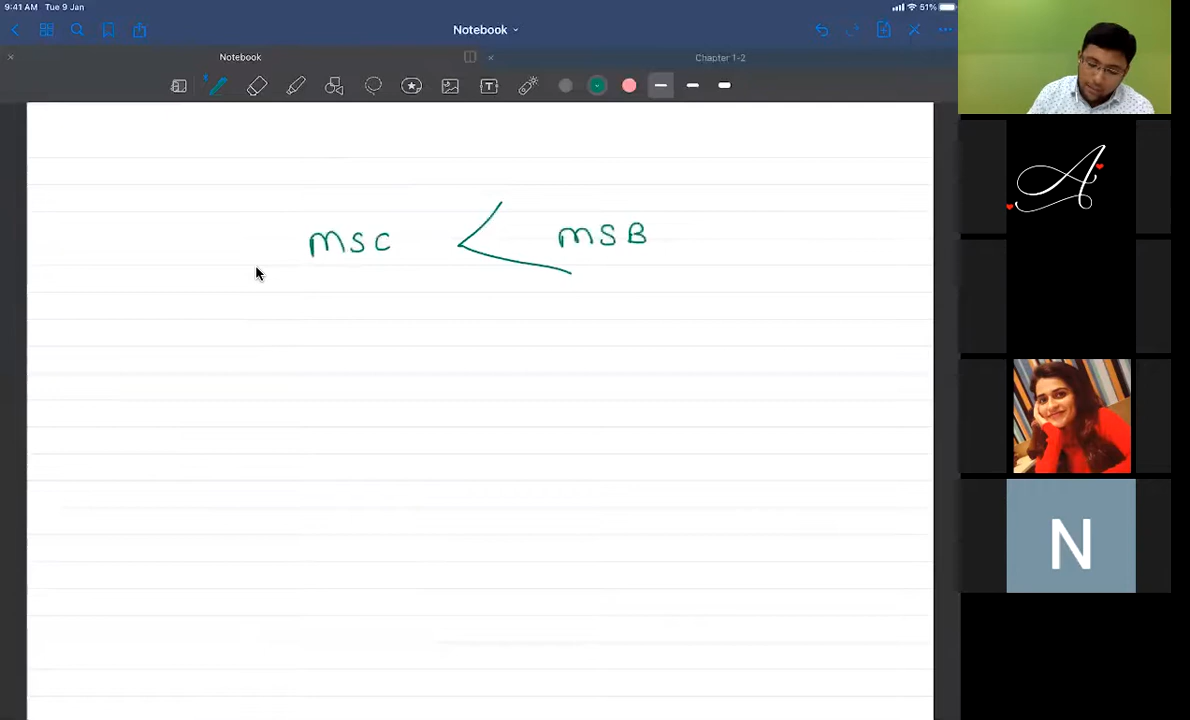 9:41 AM Tue 9 Jan 51%
Notebook
Notebook Chapter 1-2
T
MSC < MSB
A
N